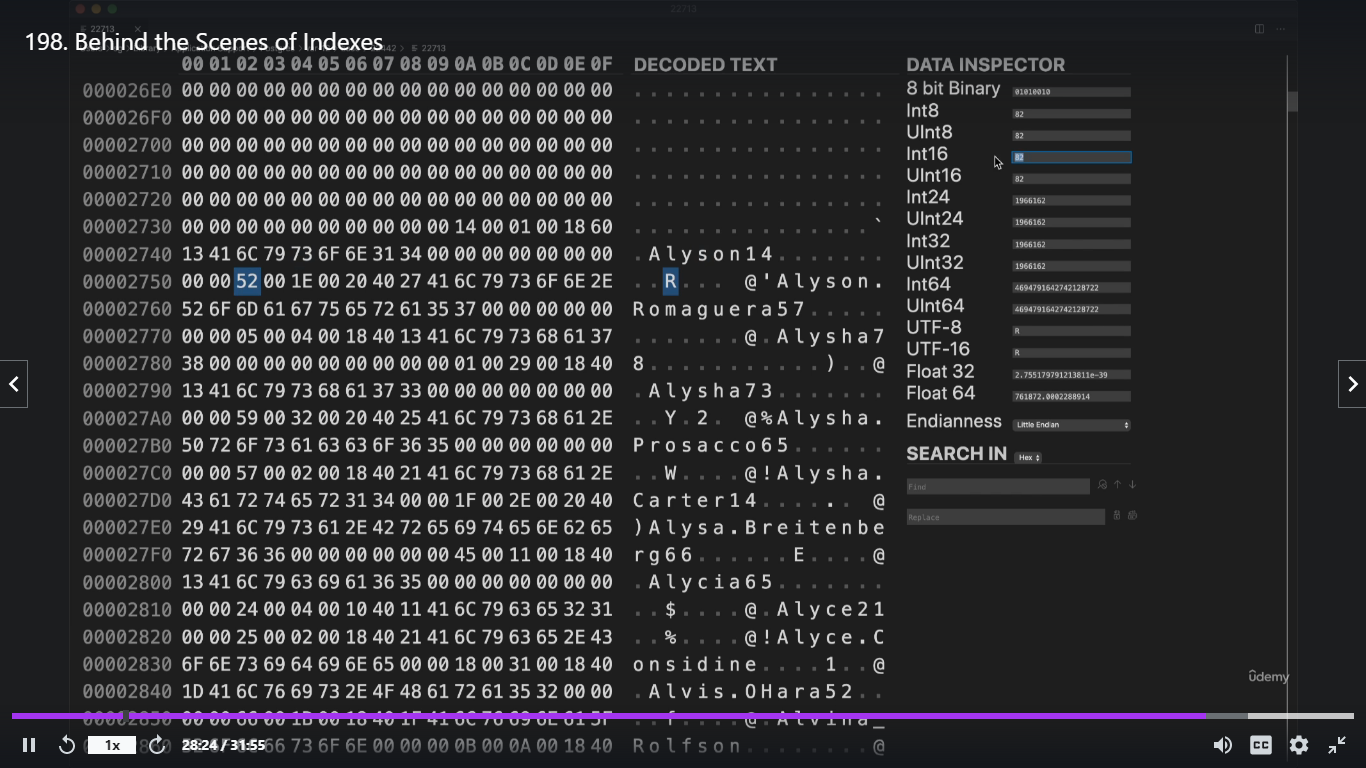 22713
22713
198. Behind the Scenes of Indexes
442 > 22713
00 01 02 03 04 05 06 07 08 09 0A 0B 0C 0D 0E 0F DECODED TEXT DATA INSPECTOR
000026E0 00 00 00 00 00 00 00 00 00 00 00 00 00 00 00 00 ................
000026F0 00 00 00 00 00 00 00 00 00 00 00 00 00 00 00 00 ................
00002700 00 00 00 00 00 00 00 00 00 00 00 00 00 00 00 00 ................
00002710 00 00 00 00 00 00 00 00 00 00 00 00 00 00 00 00 ................
00002720 00 00 00 00 00 00 00 00 00 00 00 00 00 00 00 00 ................
00002730 00 00 00 00 00 00 00 00 00 00 14 00 01 00 18 60 ...............`
00002740 13 41 6C 79 73 6F 6E 31 34 00 00 00 00 00 00 00 .Alyson14.......
00002750 00 00 52 00 1E 00 20 40 27 41 6C 79 73 6F 6E 2E ..R... @'Alyson.
00002760 52 6F 6D 61 67 75 65 72 61 35 37 00 00 00 00 00 Romaguera57.....
00002770 00 00 05 00 04 00 18 40 13 41 6C 79 73 68 61 37 .......@.Alysha7
00002780 38 00 00 00 00 00 00 00 00 00 01 00 29 00 18 40 8...........)..@
00002790 13 41 6C 79 73 68 61 37 33 00 00 00 00 00 00 00 .Alysha73.......
000027A0 00 00 59 00 32 00 20 40 25 41 6C 79 73 68 61 2E ..Y.2. @%Alysha.
000027B0 50 72 6F 73 61 63 63 6F 36 35 00 00 00 00 00 00 Prosacco65......
000027C0 00 00 57 00 02 00 18 40 21 41 6C 79 73 68 61 2E ..W....@!Alysha.
000027D0 43 61 72 74 65 72 31 34 00 00 1F 00 2E 00 20 40 Carter14...... @
000027E0 29 41 6C 79 73 61 2E 42 72 65 69 74 65 6E 62 65 )Alysa.Breitenbe
000027F0 72 67 36 36 00 00 00 00 00 00 45 00 11 00 18 40 rg66......E....@
00002800 13 41 6C 79 63 69 61 36 35 00 00 00 00 00 00 00 .Alycia65.......
00002810 00 00 24 00 04 00 10 40 11 41 6C 79 63 65 32 31 ..$....@.Alyce21
00002820 00 00 25 00 02 00 18 40 21 41 6C 79 63 65 2E 43 ..%....@!Alyce.C
00002830 6F 6E 73 69 64 69 6E 65 00 00 18 00 31 00 18 40 onsidine....1..@
00002840 1D 41 6C 76 69 73 2E 4F 48 61 72 61 35 32 00 00 .Alvis.OHara52..
Rolfson........@
8 bit Binary 01010010
Int8 82
UInt8 82
Int16 82
UInt16 82
Int24 1966162
UInt24 1966162
Int32 1966162
UInt32 1966162
Int64 4694791642742128722
UInt64 4694791642742128722
UTF-8 R
UTF-16 R
Float 32 2.755179791213811e-39
Float 64 761872.0002288914
Endianness Little Endian
SEARCH IN Hex
Find
Replace
ûdemy
1x
28:24 / 31:55
CC